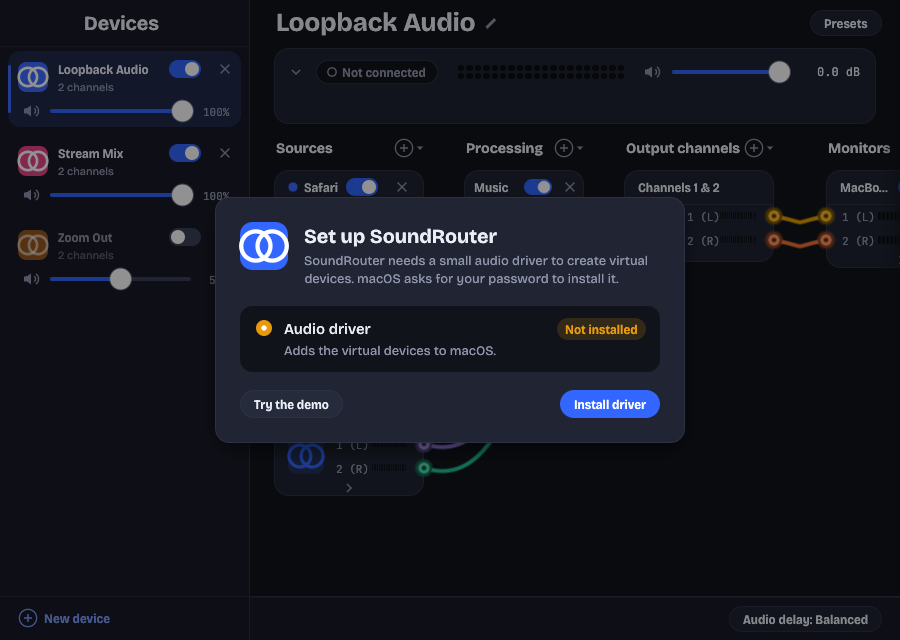 Devices
Loopback Audio
2 channels
100%
Stream Mix
2 channels
100%
Zoom Out
2 channels
New device
Loopback Audio
Presets
Not connected
0.0 dB
Sources
Processing
Output channels
Monitors
Safari
Music
Channels 1 & 2
MacBo...
1 (L)
1 (L)
2 (R)
2 (R)
Set up SoundRouter
SoundRouter needs a small audio driver to create virtual
devices. macOS asks for your password to install it.
Audio driver
Not installed
Adds the virtual devices to macOS.
Try the demo
Install driver
1 (L)
2 (R)
Audio delay: Balanced